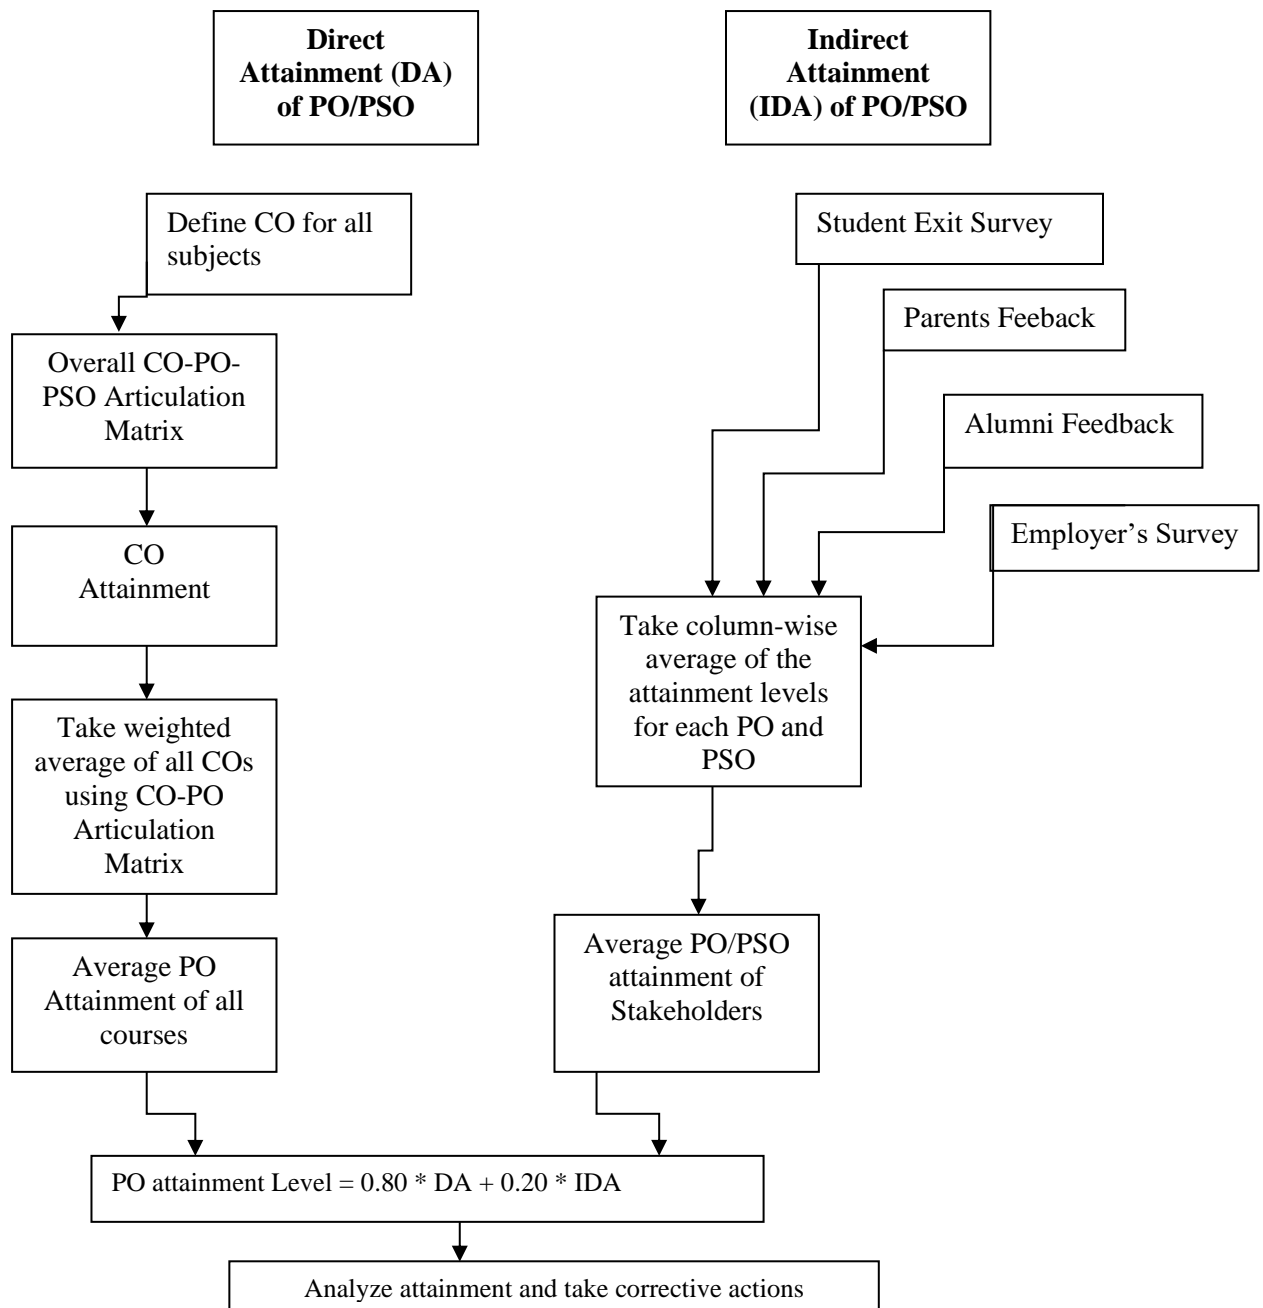 Direct
Attainment (DA)
of PO/PSO
Indirect
Attainment
(IDA) of PO/PSO
Define CO for all
subjects
Overall CO-PO-
PSO Articulation
Matrix
CO
Attainment
Take weighted
average of all COs
using CO-PO
Articulation
Matrix
Average PO
Attainment of all
courses
Student Exit Survey
Parents Feeback
Alumni Feedback
Employer’s Survey
Take column-wise
average of the
attainment levels
for each PO and
PSO
Average PO/PSO
attainment of
Stakeholders
PO attainment Level = 0.80 * DA + 0.20 * IDA
Analyze attainment and take corrective actions